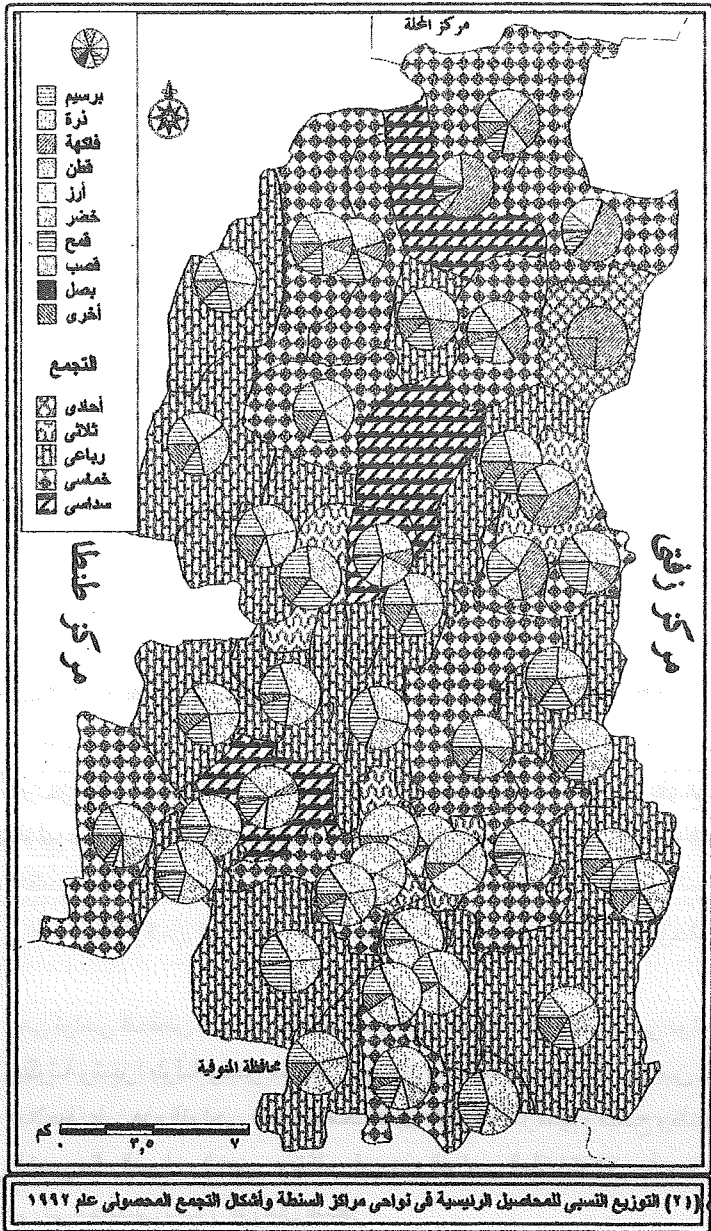 مركز المحلة
برسيم
ذرة
فاكهة
قطن
أرز
خضر
قمح
قصب
بصل
أخرى
التجمع
أحادى
ثلاثى
رباعى
خماسى
سداسى
مركز طنطا
مركز زفتى
محافظة المنوفية
٠ ٣,٥ ٧ كم
(٢١) التوزيع النسبى للمحاصيل الرئيسية فى نواحى مراكز السنطة وأشكال التجمع المحصولى عام ١٩٩٢